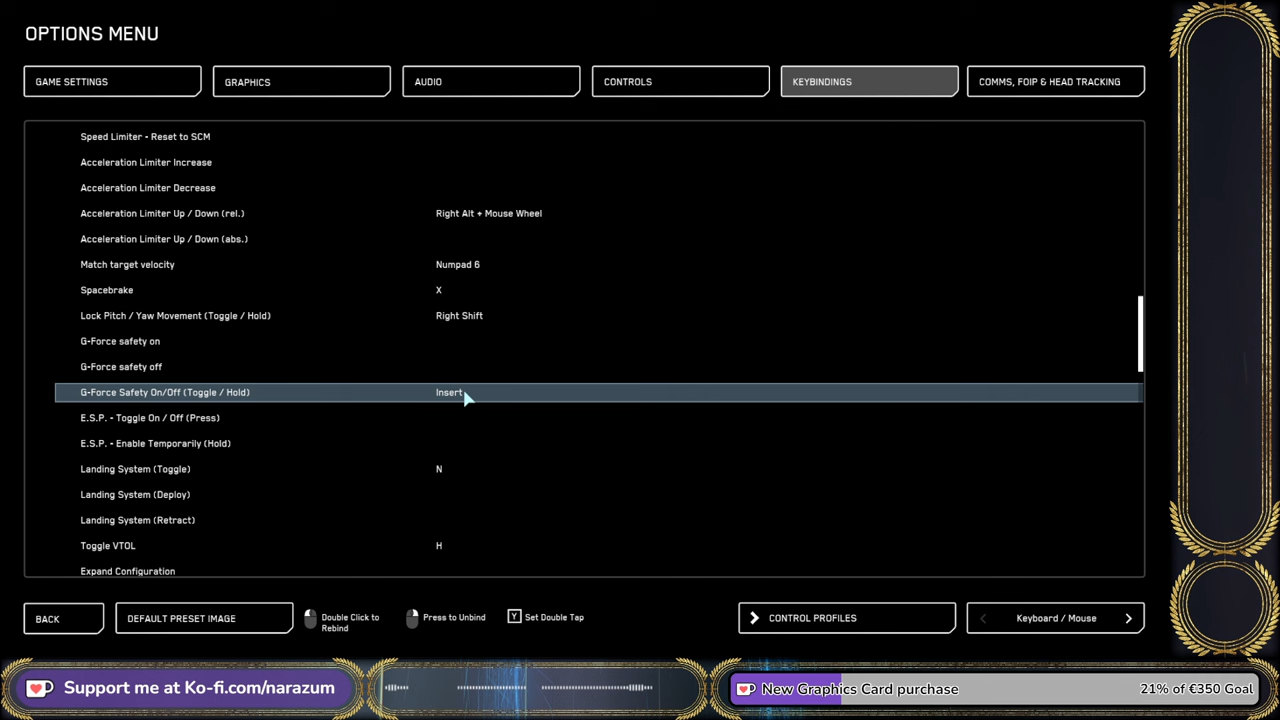 OPTIONS MENU
GAME SETTINGS
GRAPHICS
AUDIO
CONTROLS
KEYBINDINGS
COMMS, FOIP & HEAD TRACKING
Speed Limiter - Reset to SCM
Acceleration Limiter Increase
Acceleration Limiter Decrease
Acceleration Limiter Up / Down (rel.) Right Alt + Mouse Wheel
Acceleration Limiter Up / Down (abs.)
Match target velocity Numpad 6
Spacebrake X
Lock Pitch / Yaw Movement (Toggle / Hold) Right Shift
G-Force safety on
G-Force safety off
G-Force Safety On/Off (Toggle / Hold) Insert
E.S.P. - Toggle On / Off (Press)
E.S.P. - Enable Temporarily (Hold)
Landing System (Toggle) N
Landing System (Deploy)
Landing System (Retract)
Toggle VTOL H
Expand Configuration
BACK
DEFAULT PRESET IMAGE
Double Click to
Rebind
Press to Unbind
Y Set Double Tap
CONTROL PROFILES
Keyboard / Mouse
Support me at Ko-fi.com/narazum
New Graphics Card purchase
21% of €350 Goal